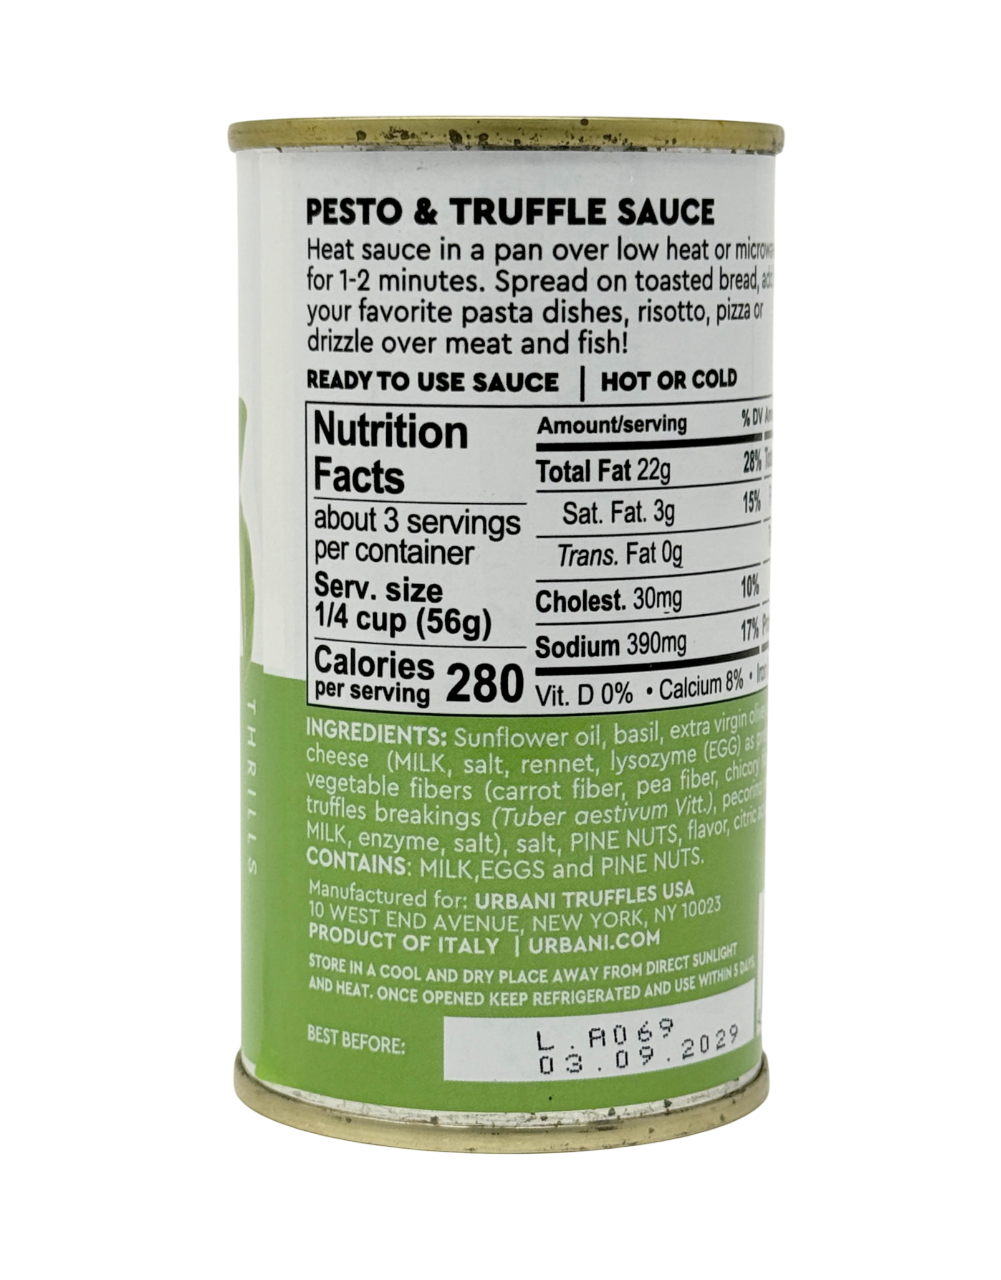 PESTO & TRUFFLE SAUCE
Heat sauce in a pan over low heat or
for 1-2 minutes. Spread on toasted bread,
your favorite pasta dishes, risotto, pizza or
drizzle over meat and fish!
READY TO USE SAUCE | HOT OR COLD
Nutrition
Facts
about 3 servings
per container
Serv. size
1/4 cup (56g)
Calories
per serving 280
Amount/serving % DV
Total Fat 22g 28%
Sat. Fat. 3g 15%
Trans. Fat 0g
Cholest. 30mg 10%
Sodium 390mg 17%
Vit. D 0% • Calcium 8% •
INGREDIENTS: Sunflower oil, basil, extra virgin
cheese (MILK, salt, rennet, lysozyme (EGG) as
vegetable fibers (carrot fiber, pea fiber, chicory
truffles breakings (Tuber aestivum Vitt.),
MILK, enzyme, salt), salt, PINE NUTS, flavor, citric
CONTAINS: MILK,EGGS and PINE NUTS.
Manufactured for: URBANI TRUFFLES USA
10 WEST END AVENUE, NEW YORK, NY 10023
PRODUCT OF ITALY | URBANI.COM
STORE IN A COOL AND DRY PLACE AWAY FROM DIRECT SUNLIGHT
AND HEAT. ONCE OPENED KEEP REFRIGERATED AND USE WITHIN 5 DAYS
BEST BEFORE:
L.A069
03.09.2029
THRILLS